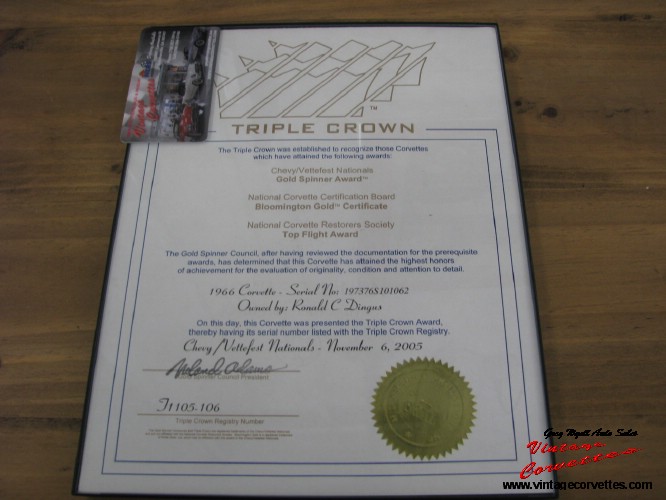 TRIPLE CROWN
TM
The Triple Crown was established to recognize those Corvettes
which have attained the following awards:
Chevy/Vettefest Nationals
Gold Spinner Award™
National Corvette Certification Board
Bloomington Gold™ Certificate
National Corvette Restorers Society
Top Flight Award
The Gold Spinner Council, after having reviewed the documentation for the prerequisite
awards, has determined that this Corvette has attained the highest honors
of achievement for the evaluation of originality, condition and attention to detail.
1966 Corvette - Serial No: 197376S101062
Owned by: Ronald C Dingus
On this day, this Corvette was presented the Triple Crown Award,
thereby having its serial number listed with the Triple Crown Registry.
Chevy/Vettefest Nationals - November 6, 2005
Spinner Council President
T1105-106
Triple Crown Registry Number
Vintage
Corvettes
Greg Wyatt Auto Sales
Vintage
Corvettes
www.vintagecorvettes.com